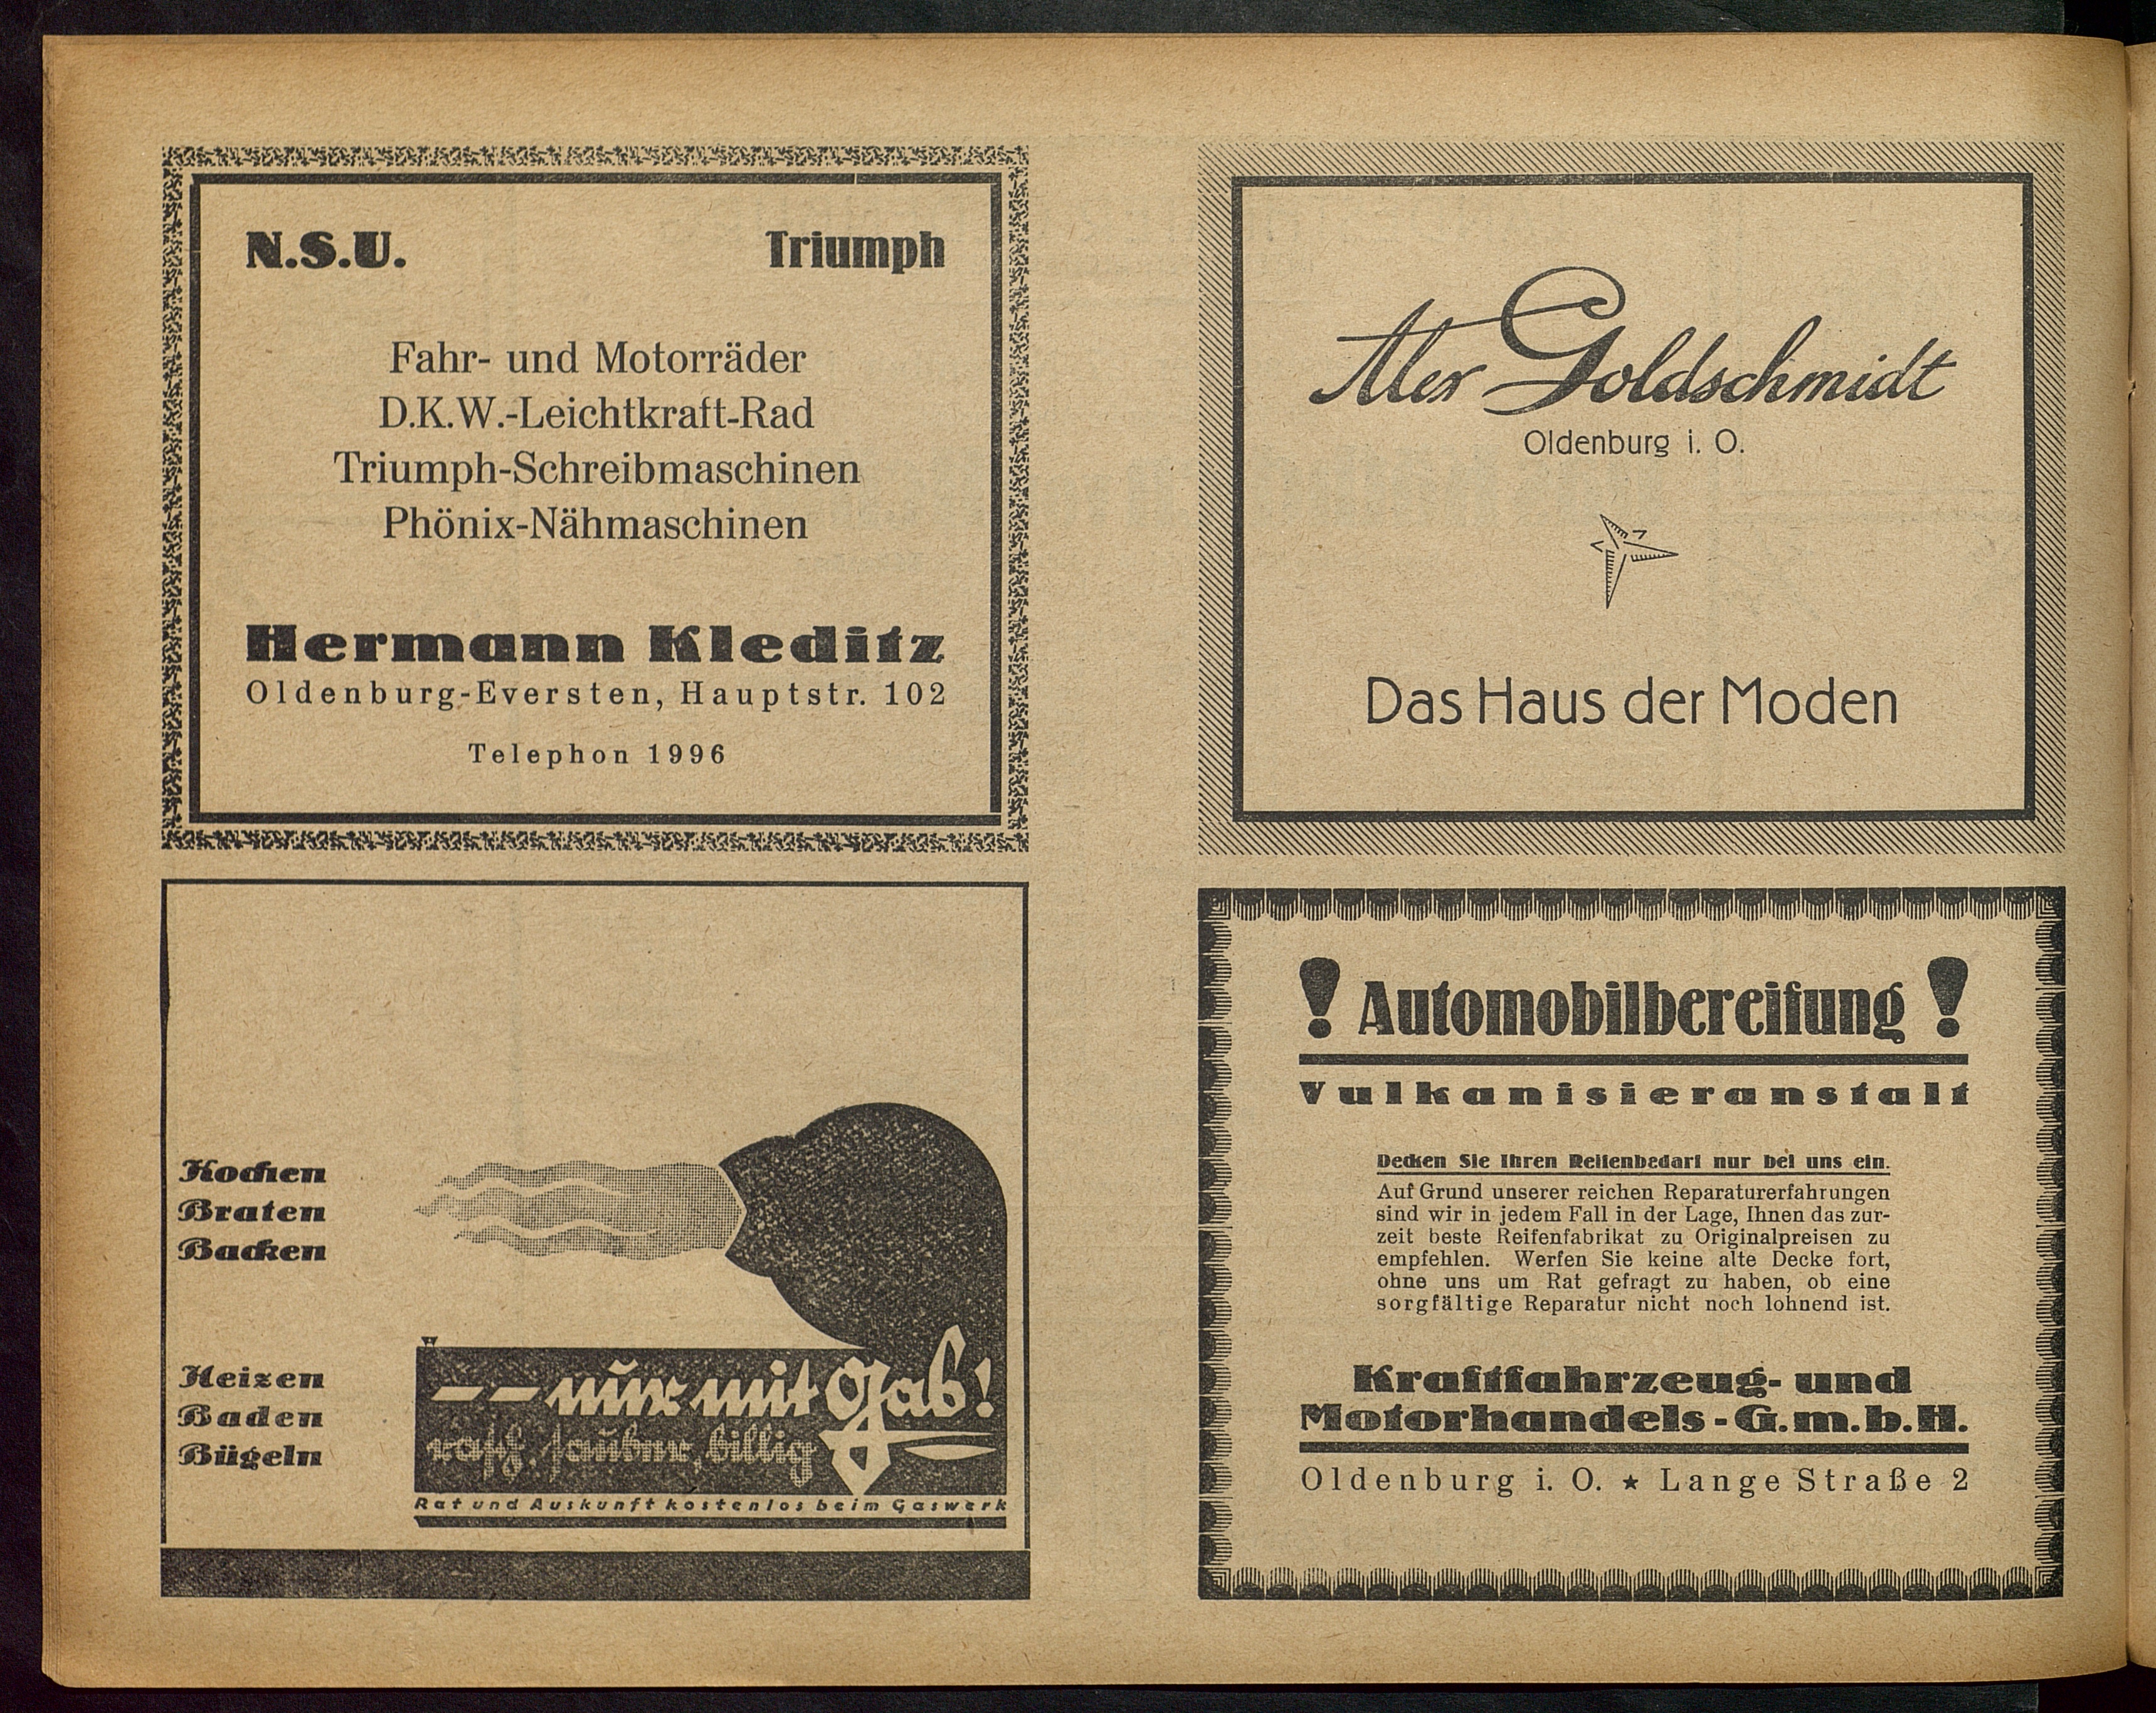 N.S.U. Triumph
Fahr- und Motorräder
D.K.W.-Leichtkraft-Rad
Triumph-Schreibmaschinen
Phönix-Nähmaschinen
Hermann Kleditz
Oldenburg-Eversten, Hauptstr. 102
Telephon 1996
Kochen
Braten
Backen
Heizen
Baden
Bügeln
-- nur mit Gas!
rasch, sauber, billig
Rat und Auskunft kostenlos beim Gaswerk
Alex Goldschmidt
Oldenburg i. O.
Das Haus der Moden
! Automobilbereifung !
Vulkanisieranstalt
Decken Sie Ihren Reifenbedarf nur bei uns ein.
Auf Grund unserer reichen Reparaturerfahrungen
sind wir in jedem Fall in der Lage, Ihnen das zur-
zeit beste Reifenfabrikat zu Originalpreisen zu
empfehlen. Werfen Sie keine alte Decke fort,
ohne uns um Rat gefragt zu haben, ob eine
sorgfältige Reparatur nicht noch lohnend ist.
Kraftfahrzeug- und
Motorhandels-G.m.b.H.
Oldenburg i. O. ★ Lange Straße 2